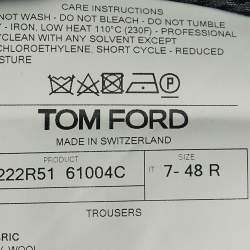 CARE INSTRUCTIONS
NOT WASH - DO NOT BLEACH - DO NOT TUMBLE
- IRON, LOW HEAT 110°C (230F) - PROFESSIONAL
CLEAN WITH ANY SOLVENT EXCEPT
CHLOROETHYLENE, SHORT CYCLE - REDUCED
STURE
TOM FORD
MADE IN SWITZERLAND
PRODUCT
SIZE
222R51 61004C
IT 7- 48 R
TROUSERS
RIC
WOOL